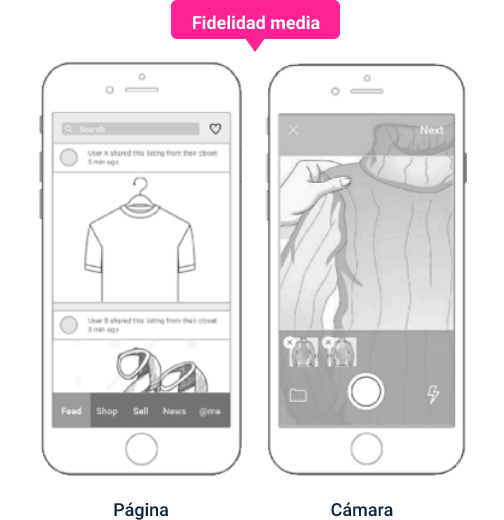 Fidelidad media
Search
User A shared this listing from their closet
5 min ago
User B shared this listing from their closet
8 min ago
Feed Shop Sell News @me
Next
Página
Cámara